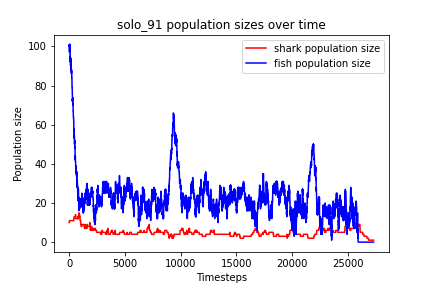 solo_91 population sizes over time
shark population size
fish population size
100
80
60
40
20
0
Population size
0
5000
10000
15000
20000
25000
Timesteps